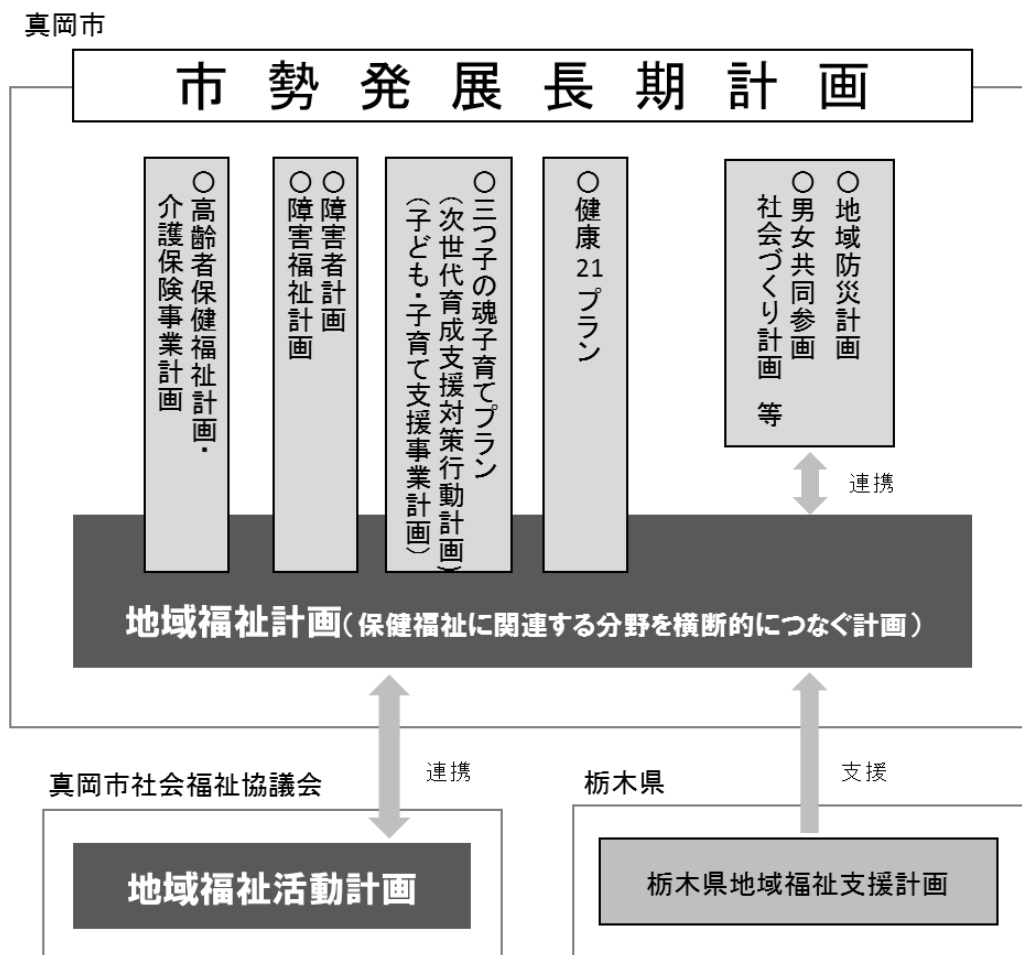 真岡市
市勢発展長期計画
○地域防災計画
○男女共同参画
社会づくり計画 等
○健康21プラン
○三つ子の魂子育てプラン
(次世代育成支援対策行動計画)
(子ども・子育て支援事業計画)
○障害者計画
○障害福祉計画
○高齢者保健福祉計画・
介護保険事業計画
連携
地域福祉計画(保健福祉に関連する分野を横断的につなぐ計画)
連携
支援
真岡市社会福祉協議会
地域福祉活動計画
栃木県
栃木県地域福祉支援計画